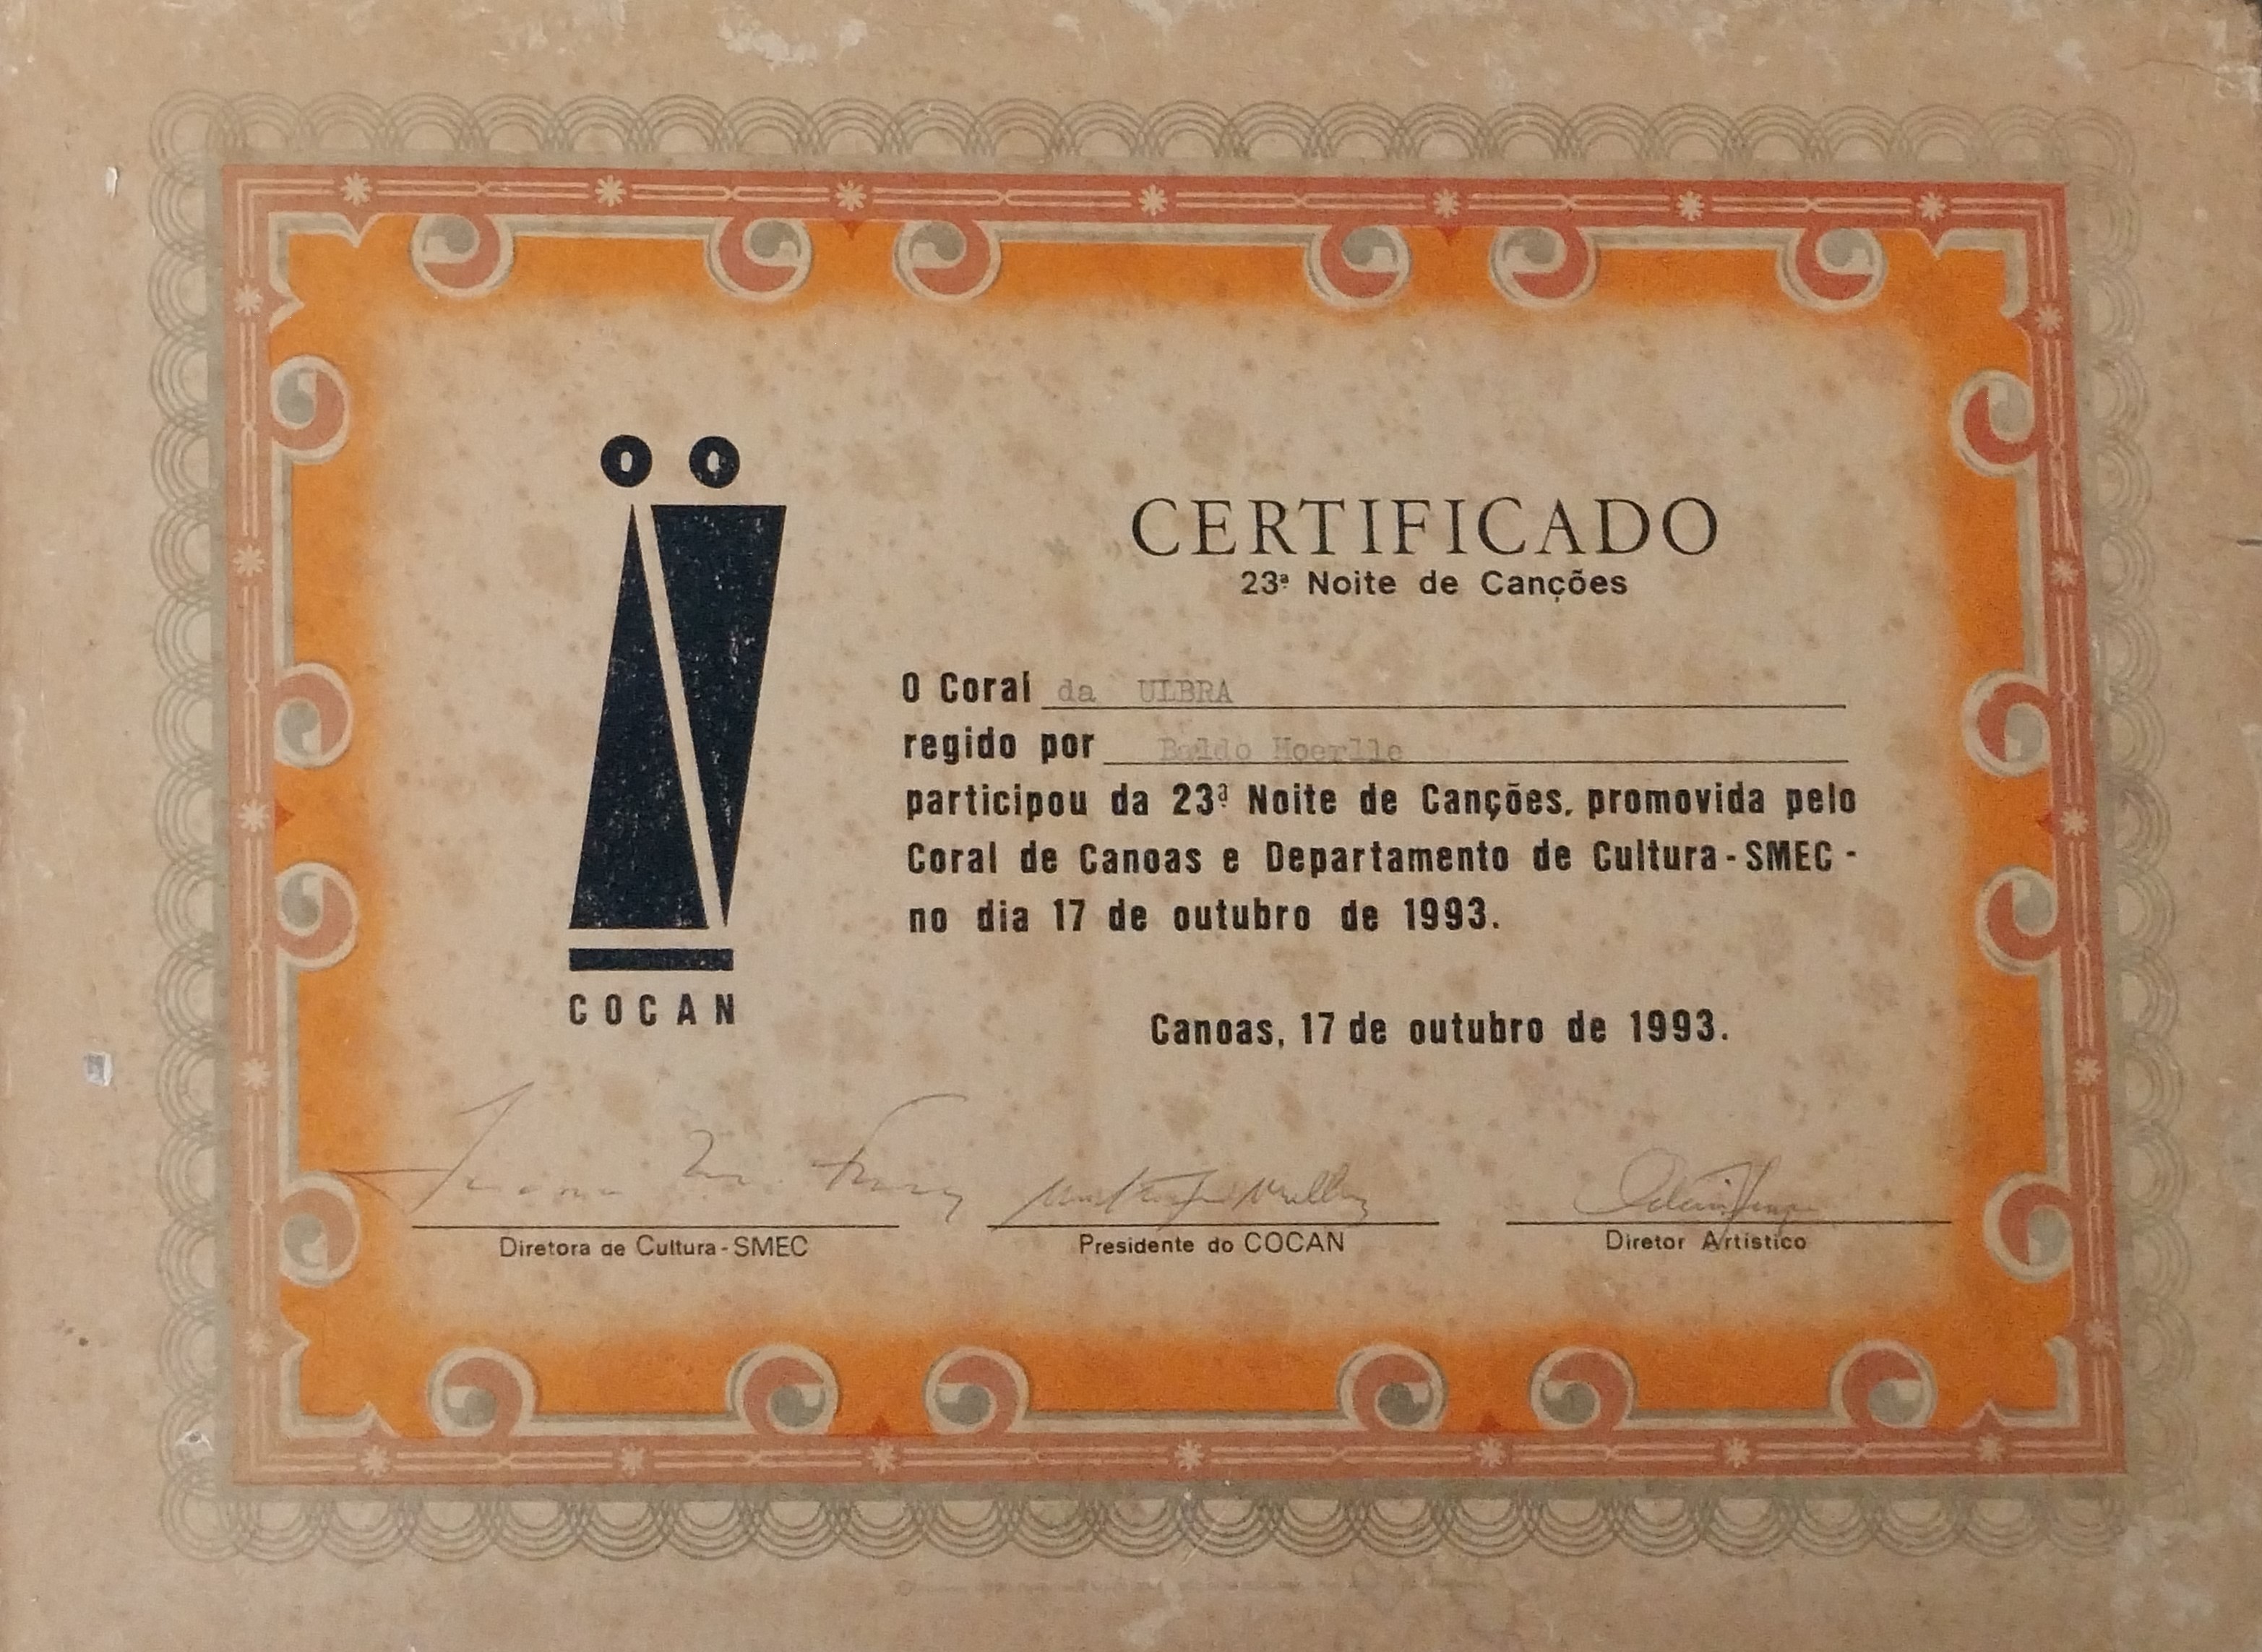 CERTIFICADO
23ª Noite de Canções
O Coral da ULBRA
regido por Baldo Hoerlle
participou da 23ª Noite de Canções, promovida pelo
Coral de Canoas e Departamento de Cultura - SMEC -
no dia 17 de outubro de 1993.
COCAN
Canoas, 17 de outubro de 1993.
Diretora de Cultura - SMEC
Presidente do COCAN
Diretor Artístico